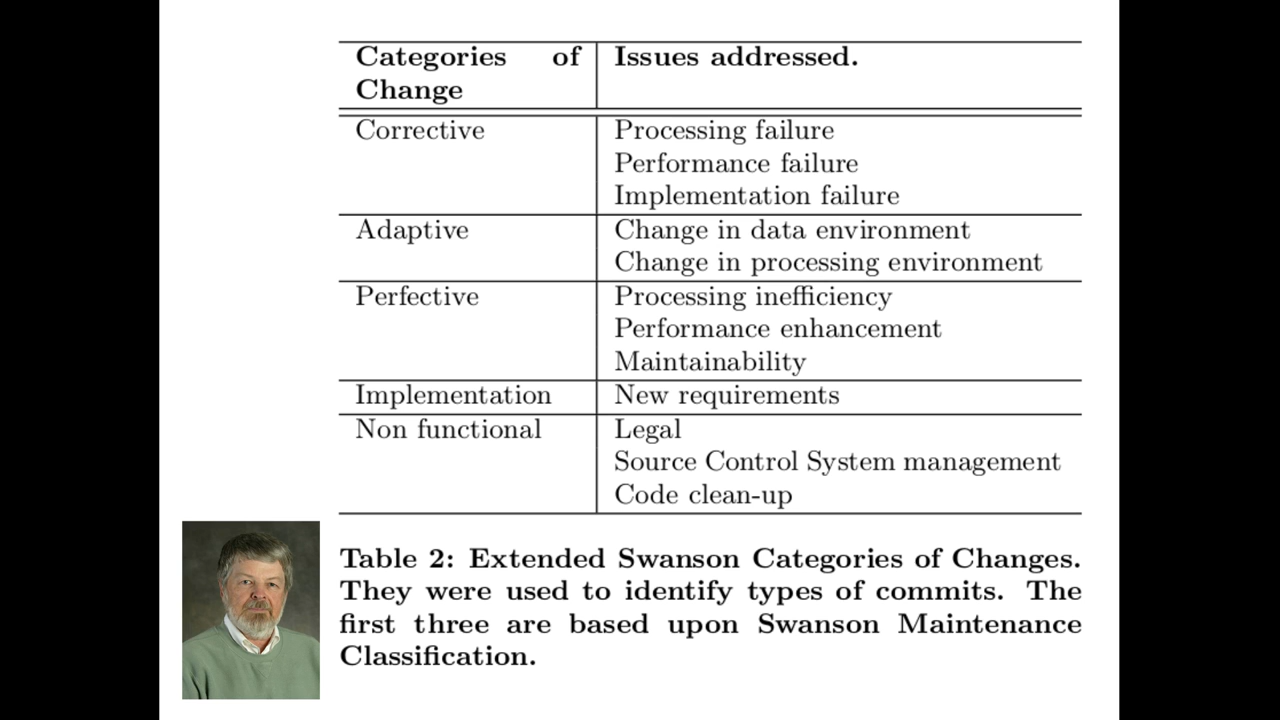 Categories of Issues addressed.
Change
Corrective Processing failure
Performance failure
Implementation failure
Adaptive Change in data environment
Change in processing environment
Perfective Processing inefficiency
Performance enhancement
Maintainability
Implementation New requirements
Non functional Legal
Source Control System management
Code clean-up
Table 2: Extended Swanson Categories of Changes.
They were used to identify types of commits. The
first three are based upon Swanson Maintenance
Classification.